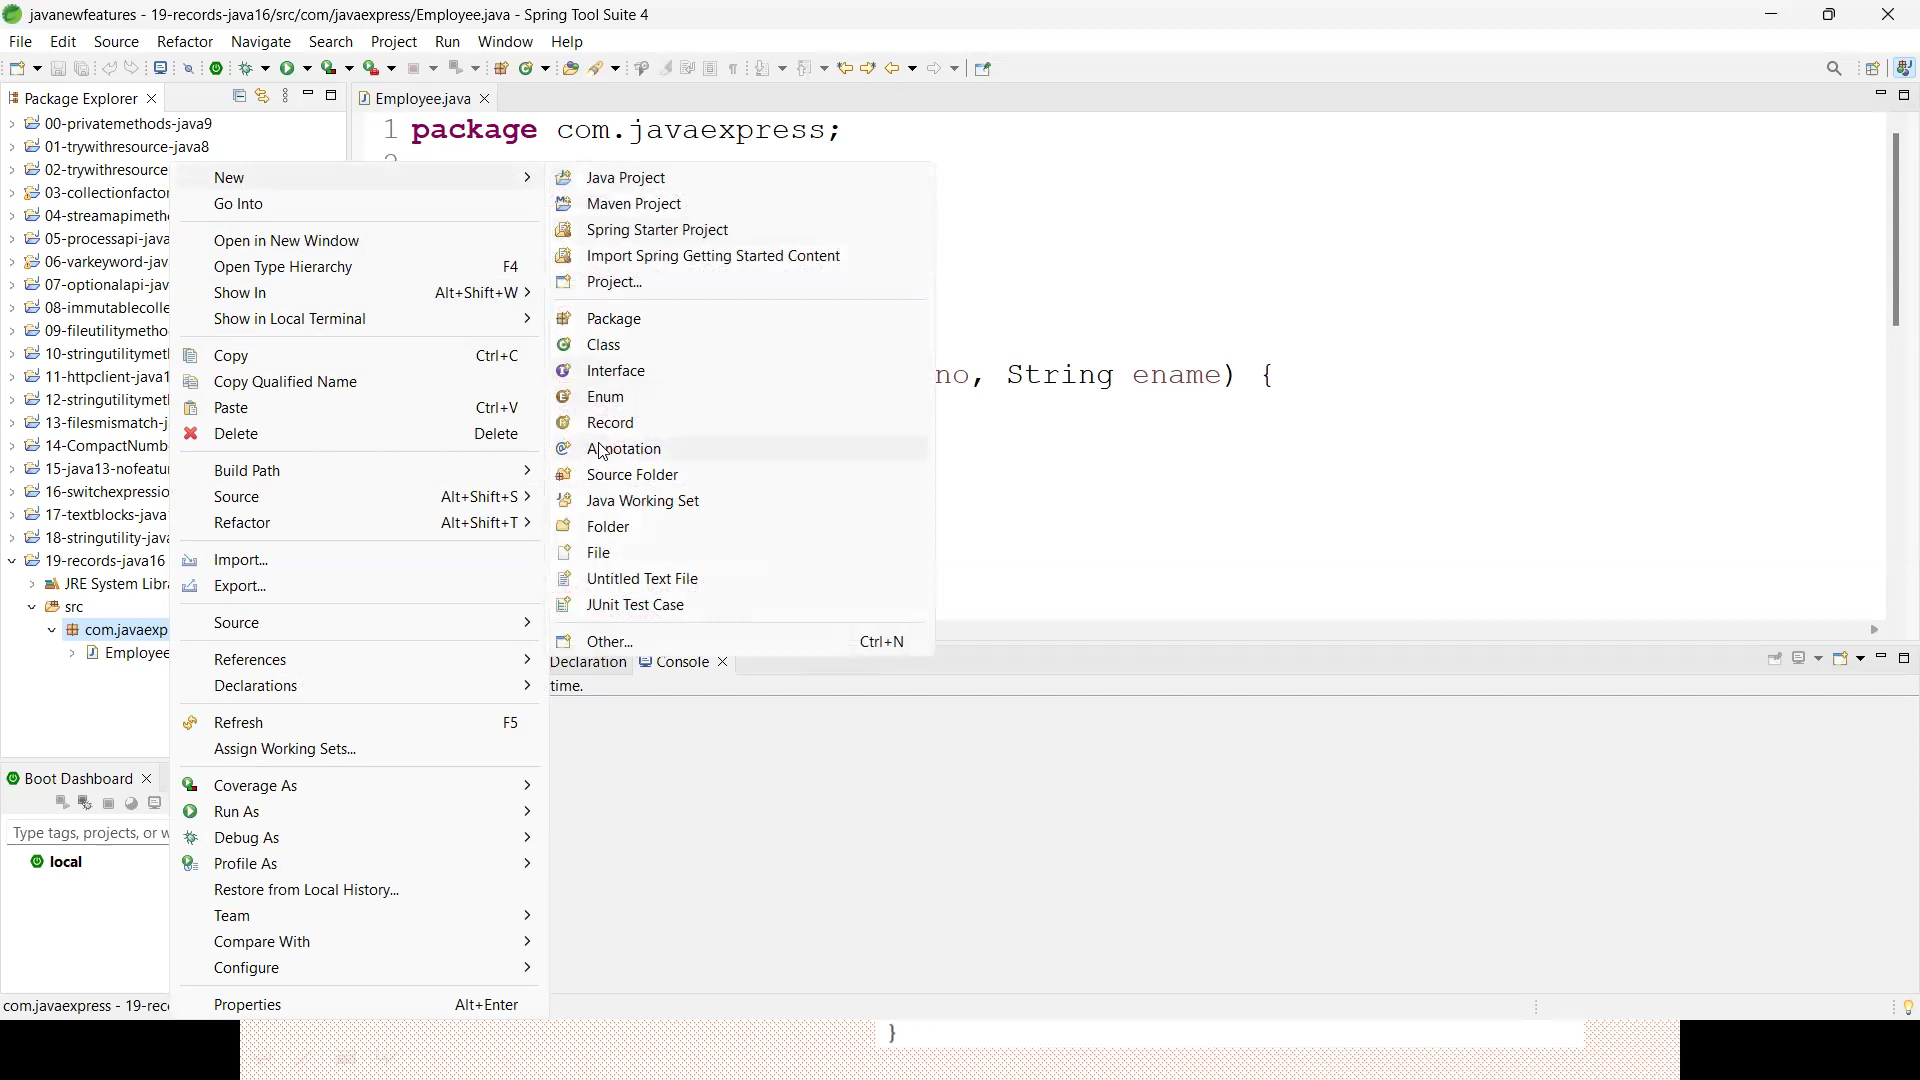 javanewfeatures - 19-records-java16/src/com/javaexpress/Employee.java - Spring Tool Suite 4
File Edit Source Refactor Navigate Search Project Run Window Help
Package Explorer
Employee.java
00-privatemethods-java9
01-trywithresource-java8
02-trywithresource
03-collectionfactor
04-streamapimeth
05-processapi-java
06-varkeyword-jav
07-optionalapi-jav
08-immutablecolle
09-fileutilitymetho
10-stringutilitymet
11-httpclient-java1
12-stringutilitymet
13-filesmismatch-j
14-CompactNumb
15-java13-nofeatur
16-switchexpressio
17-textblocks-java
18-stringutility-java
19-records-java16
JRE System Libra
src
com.javaexp
Employee
1 package com.javaexpress;
2
no, String ename) {
New
Go Into
Open in New Window
Open Type Hierarchy F4
Show In Alt+Shift+W
Show in Local Terminal
Copy Ctrl+C
Copy Qualified Name
Paste Ctrl+V
Delete Delete
Build Path
Source Alt+Shift+S
Refactor Alt+Shift+T
Import...
Export...
Source
References
Declarations
Refresh F5
Assign Working Sets...
Coverage As
Run As
Debug As
Profile As
Restore from Local History...
Team
Compare With
Configure
Properties Alt+Enter
Java Project
Maven Project
Spring Starter Project
Import Spring Getting Started Content
Project...
Package
Class
Interface
Enum
Record
Annotation
Source Folder
Java Working Set
Folder
File
Untitled Text File
JUnit Test Case
Other... Ctrl+N
Declaration Console
time.
Boot Dashboard
Type tags, projects, or w
local
com.javaexpress - 19-reco
}